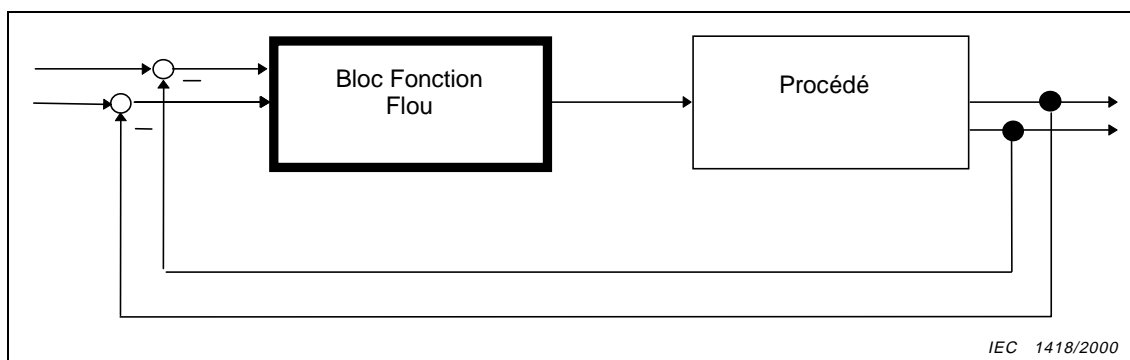 Bloc Fonction
Flou
Procédé
–
–
IEC 1418/2000